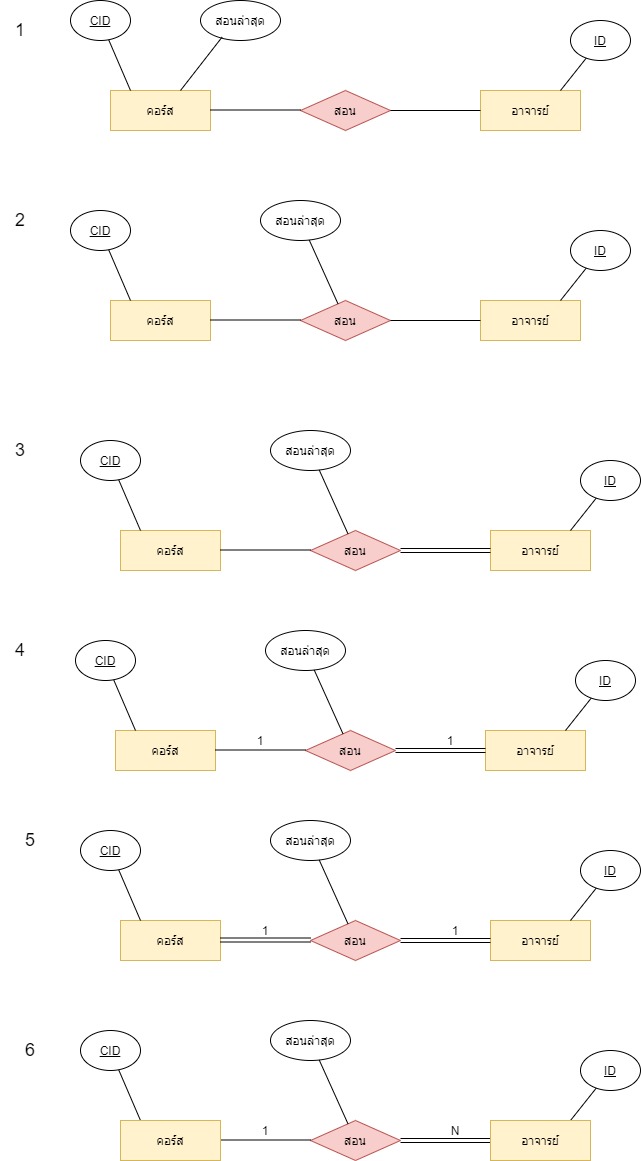 1
CID
สอนล่าสุด
ID
คอร์ส
สอน
อาจารย์
2
CID
สอนล่าสุด
ID
คอร์ส
สอน
อาจารย์
3
CID
สอนล่าสุด
ID
คอร์ส
สอน
อาจารย์
4
CID
สอนล่าสุด
ID
คอร์ส
1
สอน
1
อาจารย์
5
CID
สอนล่าสุด
ID
คอร์ส
1
สอน
1
อาจารย์
6
CID
สอนล่าสุด
ID
คอร์ส
1
สอน
N
อาจารย์